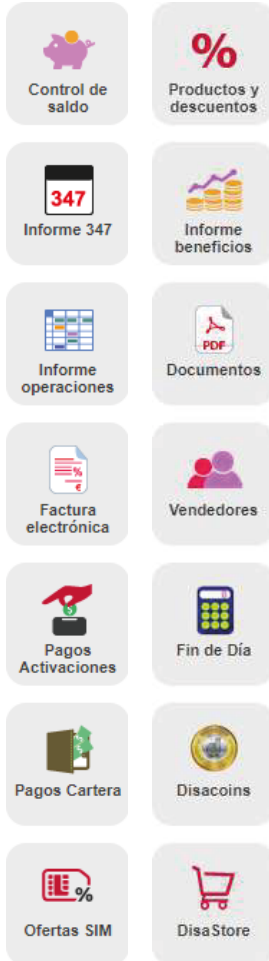 %
Control de
saldo
Productos y
descuentos
347
Informe 347
Informe
beneficios
PDF
Informe
operaciones
Documentos
%
€
Factura
electrónica
Vendedores
$
Pagos
Activaciones
Fin de Día
Pagos Cartera
Disacoins
%
Ofertas SIM
DisaStore